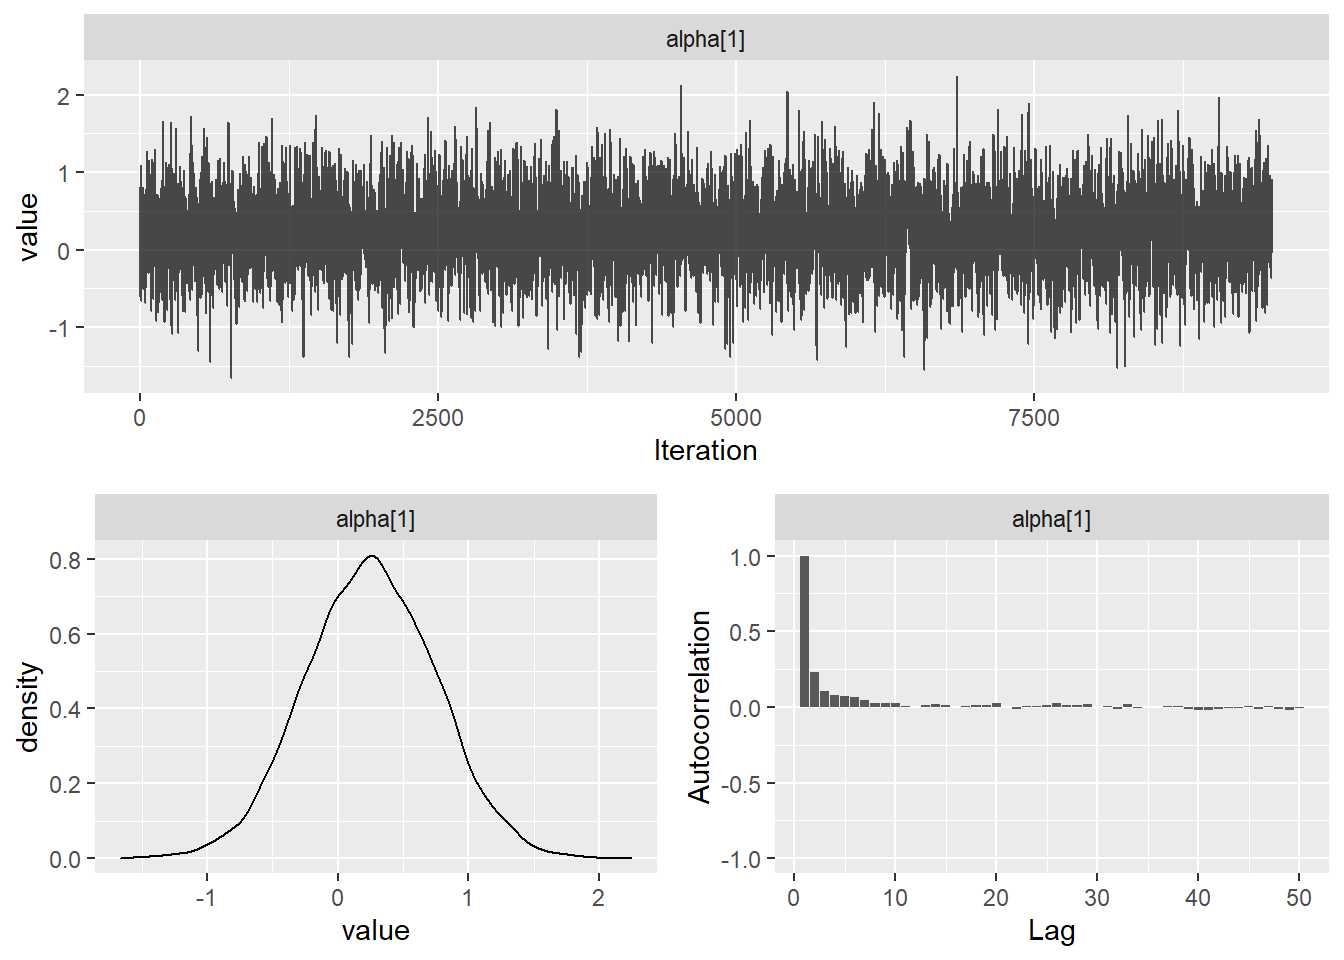 alpha[1]
2
1
0
-1
value
0 2500 5000 7500
Iteration
alpha[1]
0.8
0.6
0.4
0.2
0.0
density
-1 0 1 2
value
alpha[1]
1.0
0.5
0.0
-0.5
-1.0
Autocorrelation
0 10 20 30 40 50
Lag